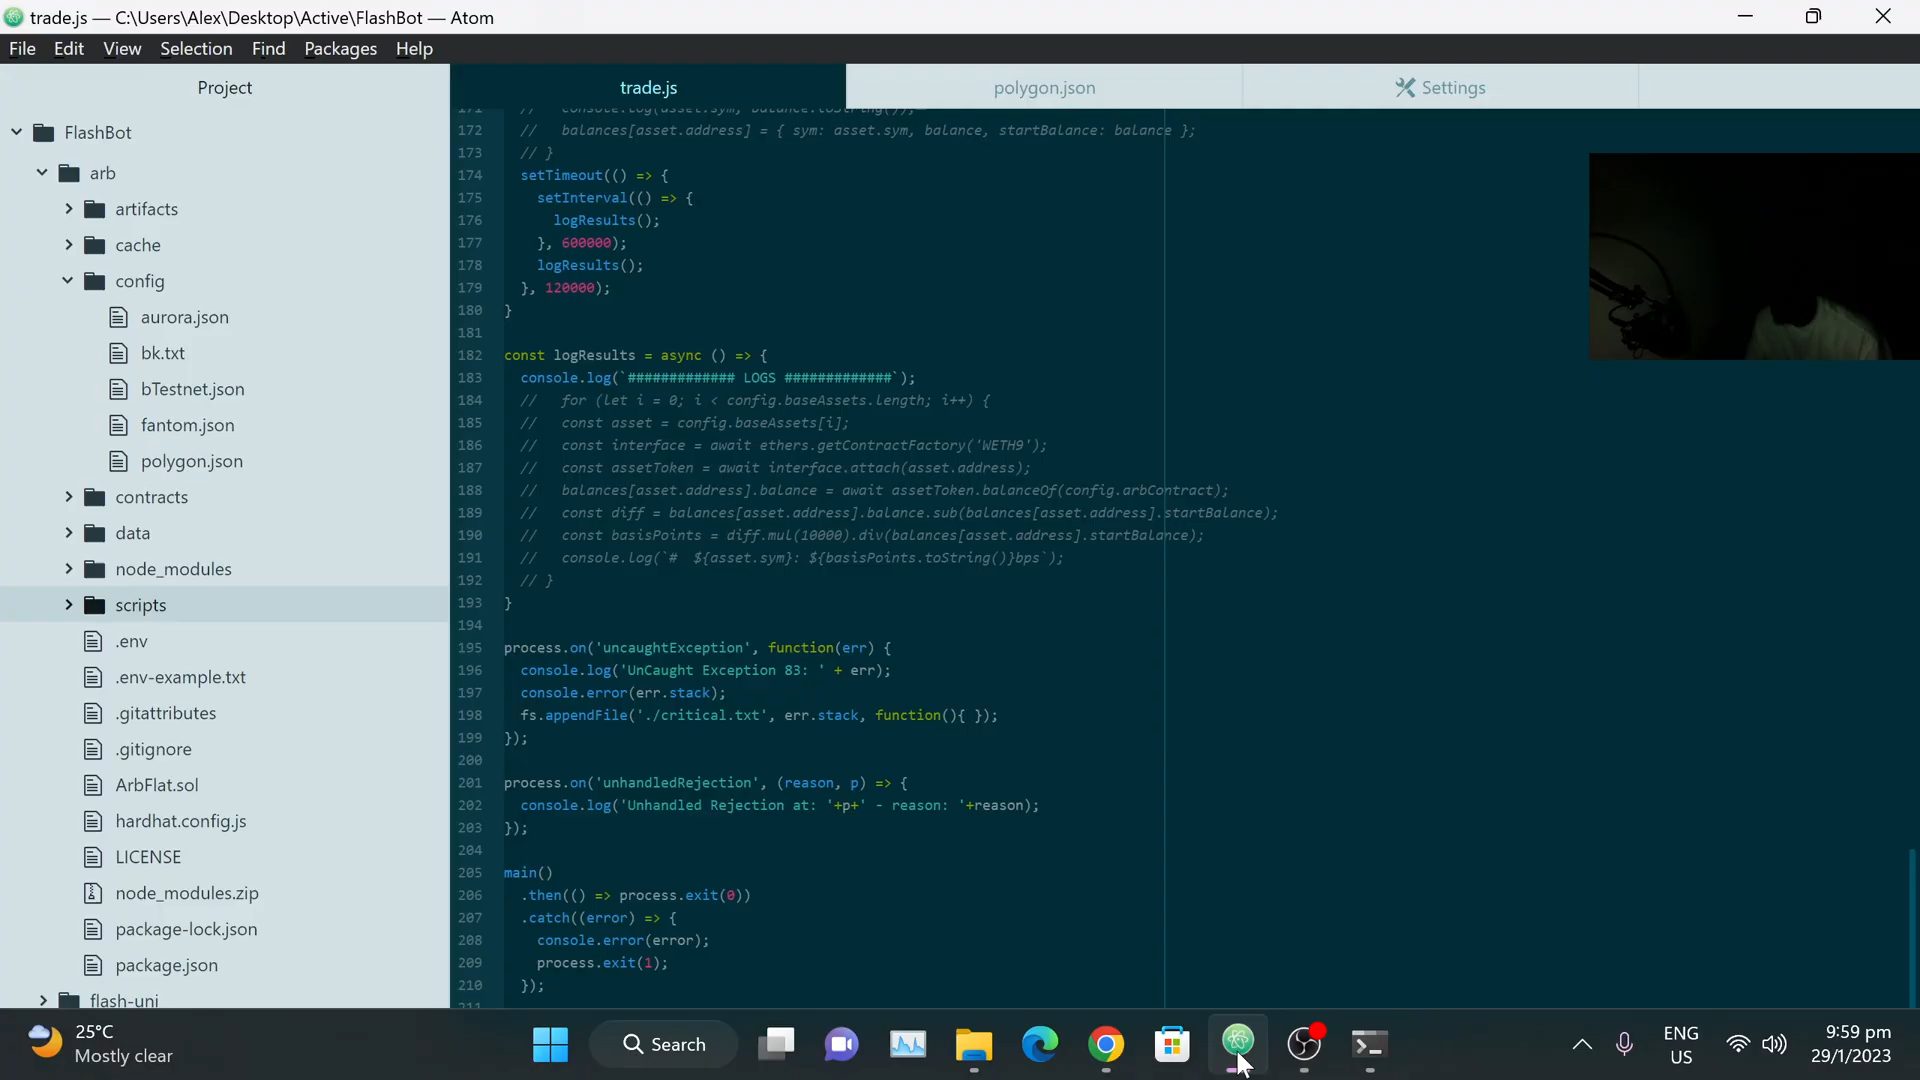 trade.js — C:\Users\Alex\Desktop\Active\FlashBot — Atom
File Edit View Selection Find Packages Help
Project
trade.js
polygon.json
Settings
FlashBot
arb
artifacts
cache
config
aurora.json
bk.txt
bTestnet.json
fantom.json
polygon.json
contracts
data
node_modules
scripts
.env
.env-example.txt
.gitattributes
.gitignore
ArbFlat.sol
hardhat.config.js
LICENSE
node_modules.zip
package-lock.json
package.json
flash-uni
171 //   console.log(asset.sym, balance.toString());
172 //   balances[asset.address] = { sym: asset.sym, balance, startBalance: balance };
173 // }
174 setTimeout(() => {
175 setInterval(() => {
176 logResults();
177 }, 600000);
178 logResults();
179 }, 120000);
180 }
181
182 const logResults = async () => {
183 console.log(`############# LOGS #############`);
184 //   for (let i = 0; i < config.baseAssets.length; i++) {
185 //   const asset = config.baseAssets[i];
186 //   const interface = await ethers.getContractFactory('WETH9');
187 //   const assetToken = await interface.attach(asset.address);
188 //   balances[asset.address].balance = await assetToken.balanceOf(config.arbContract);
189 //   const diff = balances[asset.address].balance.sub(balances[asset.address].startBalance);
190 //   const basisPoints = diff.mul(10000).div(balances[asset.address].startBalance);
191 //   console.log(`#  ${asset.sym}: ${basisPoints.toString()}bps`);
192 // }
193 }
194
195 process.on('uncaughtException', function(err) {
196 console.log('UnCaught Exception 83: ' + err);
197 console.error(err.stack);
198 fs.appendFile('./critical.txt', err.stack, function(){ });
199 });
200
201 process.on('unhandledRejection', (reason, p) => {
202 console.log('Unhandled Rejection at: '+p+' - reason: '+reason);
203 });
204
205 main()
206 .then(() => process.exit(0))
207 .catch((error) => {
208 console.error(error);
209 process.exit(1);
210 });
211
25°C
Mostly clear
Search
ENG
US
9:59 pm
29/1/2023